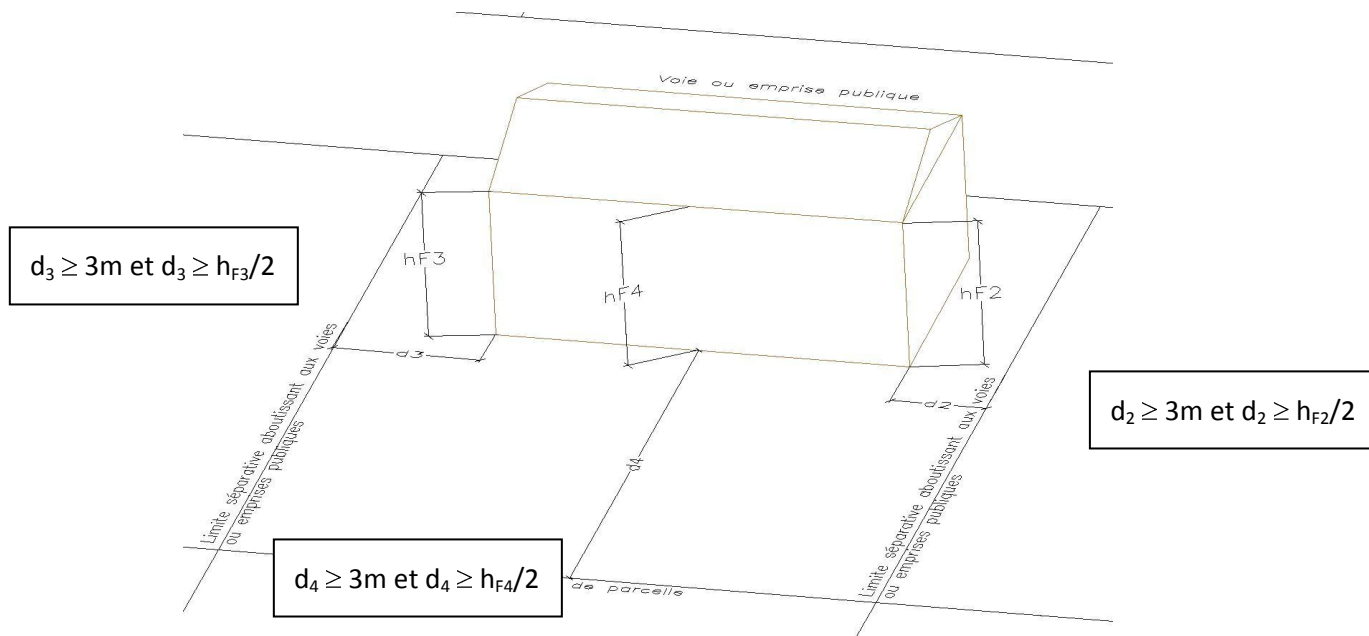 Voie ou emprise publique
hF3
hF4
hF2
d₃ ≥ 3m et d₃ ≥ hF3/2
d3
d2
d₂ ≥ 3m et d₂ ≥ hF2/2
d4
Limite séparative aboutissant aux voies
ou emprises publiques
Limite séparative aboutissant aux voies
ou emprises publiques
d₄ ≥ 3m et d₄ ≥ hF4/2
de parcelle